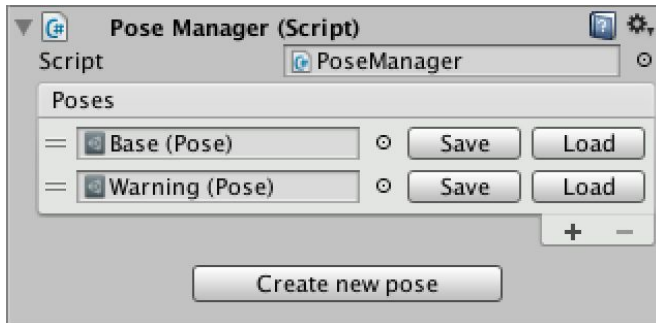 Pose Manager (Script)
Script PoseManager
Poses
Base (Pose) Save Load
Warning (Pose) Save Load
+ −
Create new pose